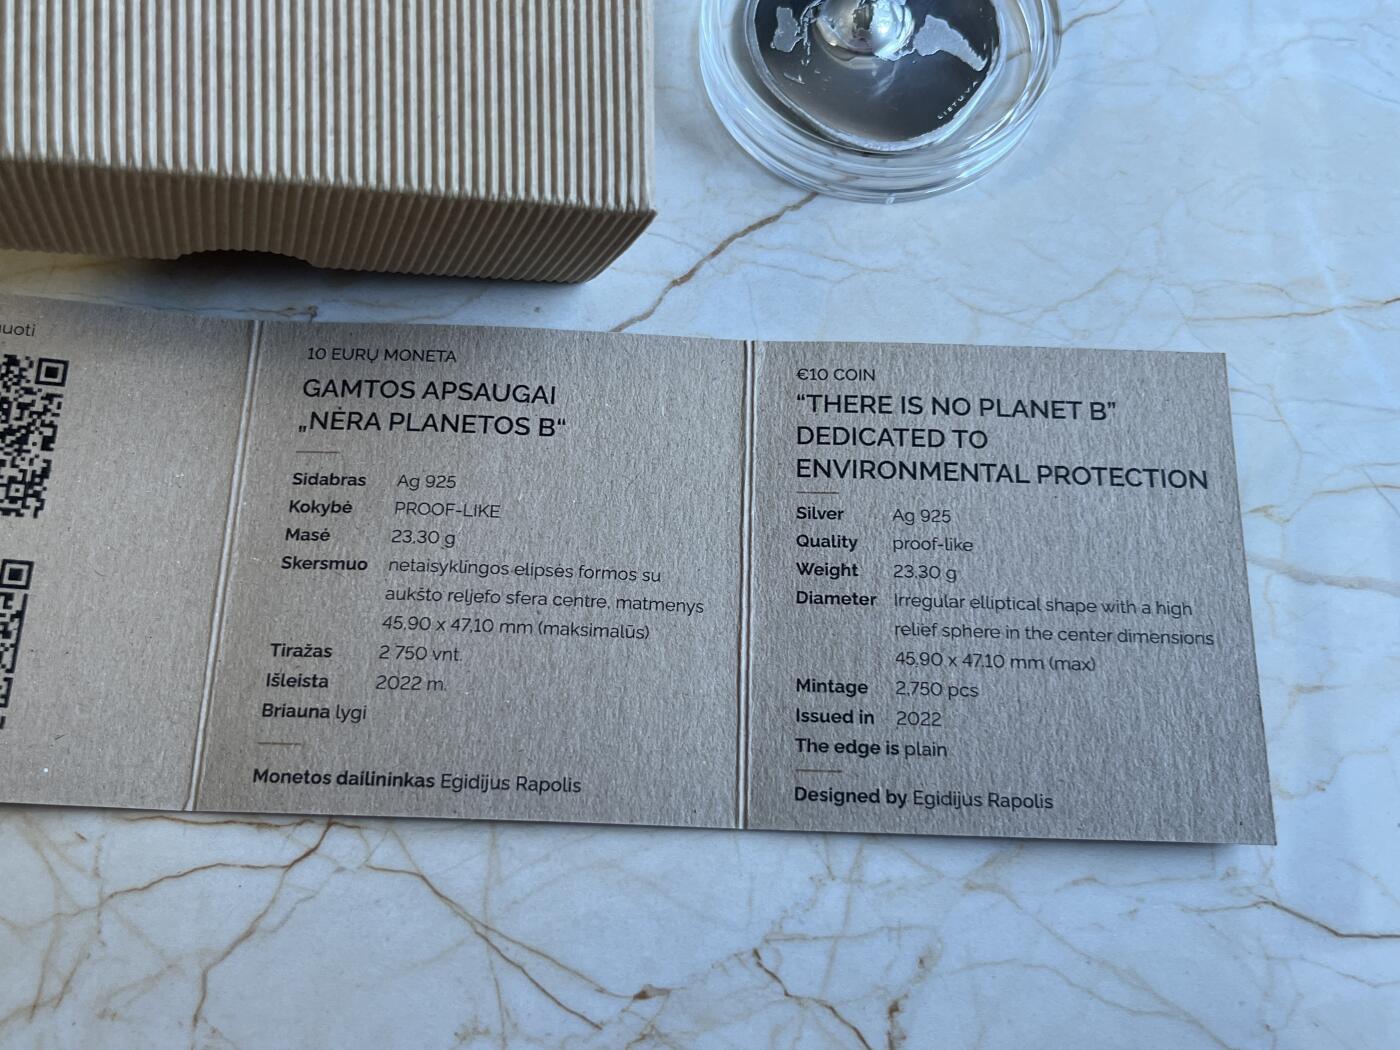 LIETUVA
10 EURŲ MONETA
GAMTOS APSAUGAI
„NĖRA PLANETOS B“
Sidabras Ag 925
Kokybė PROOF-LIKE
Masė 23,30 g
Skersmuo netaisyklingos elipsės formos su
aukšto reljefo sfera centre, matmenys
45,90 x 47,10 mm (maksimalūs)
Tiražas 2 750 vnt.
Išleista 2022 m.
Briauna lygi
Monetos dailininkas Egidijus Rapolis
€10 COIN
“THERE IS NO PLANET B”
DEDICATED TO
ENVIRONMENTAL PROTECTION
Silver Ag 925
Quality proof-like
Weight 23,30 g
Diameter Irregular elliptical shape with a high
relief sphere in the center dimensions
45.90 x 47.10 mm (max)
Mintage 2,750 pcs
Issued in 2022
The edge is plain
Designed by Egidijus Rapolis